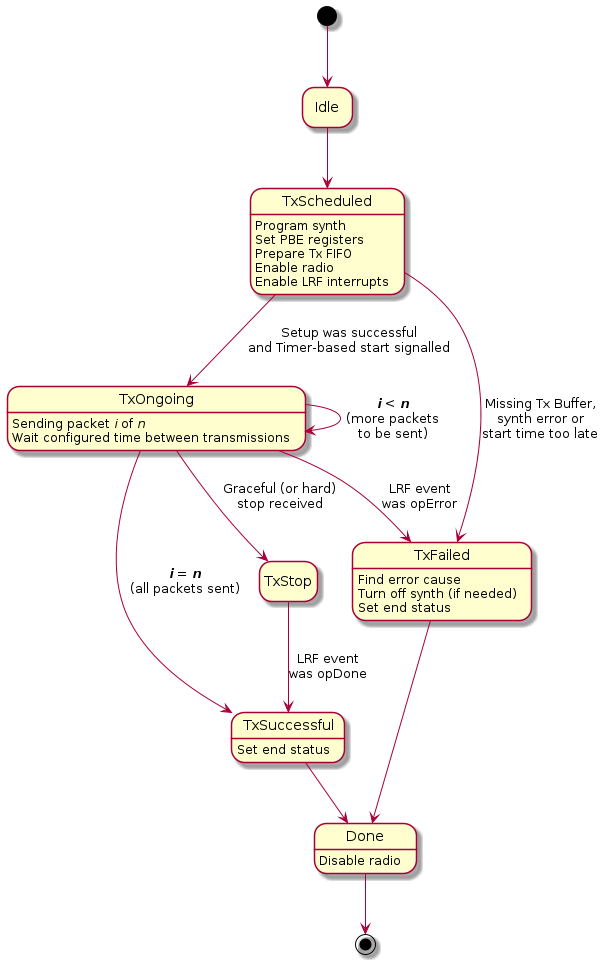 Idle
TxScheduled
Program synth
Set PBE registers
Prepare Tx FIFO
Enable radio
Enable LRF interrupts
Setup was successful
and Timer-based start signalled
TxOngoing
Sending packet i of n
Wait configured time between transmissions
i < n
(more packets
to be sent)
Missing Tx Buffer,
synth error or
start time too late
Graceful (or hard)
stop received
LRF event
was opError
TxFailed
Find error cause
Turn off synth (if needed)
Set end status
i = n
(all packets sent)
TxStop
LRF event
was opDone
TxSuccessful
Set end status
Done
Disable radio